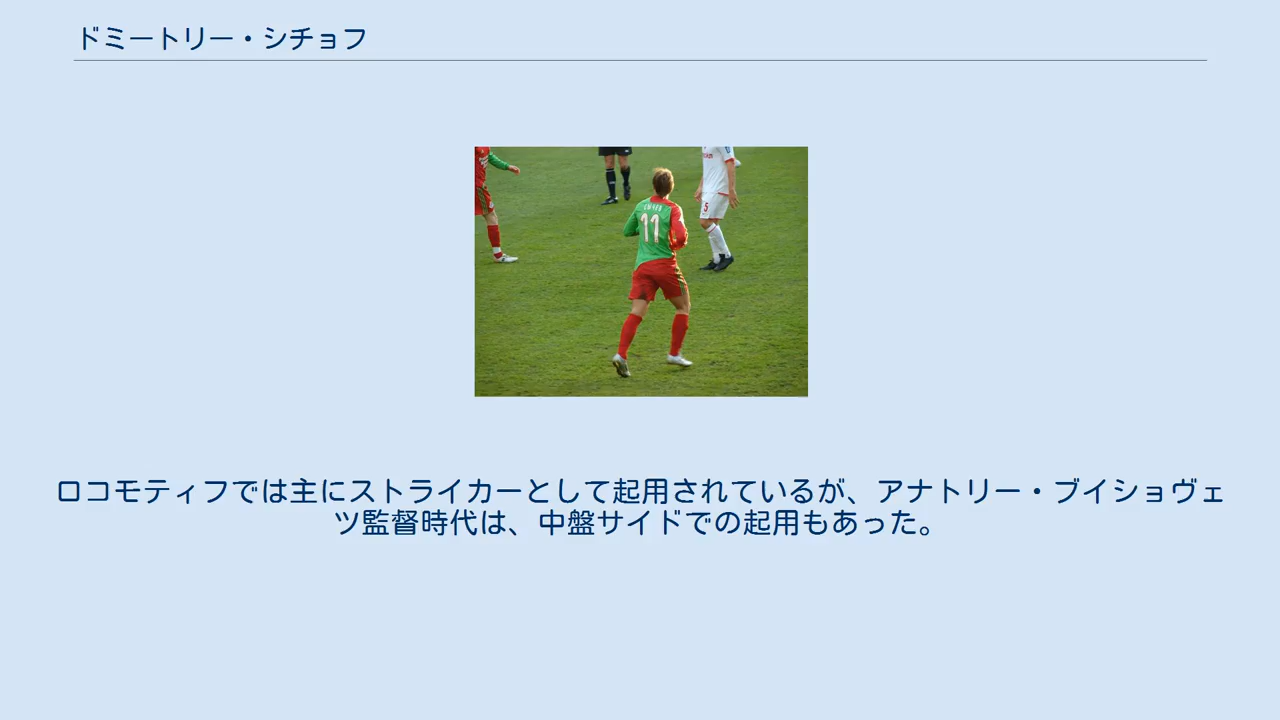 ドミートリー・シチョフ
11
5
ロコモティフでは主にストライカーとして起用されているが、アナトリー・ブイショヴェ
ツ監督時代は、中盤サイドでの起用もあった。